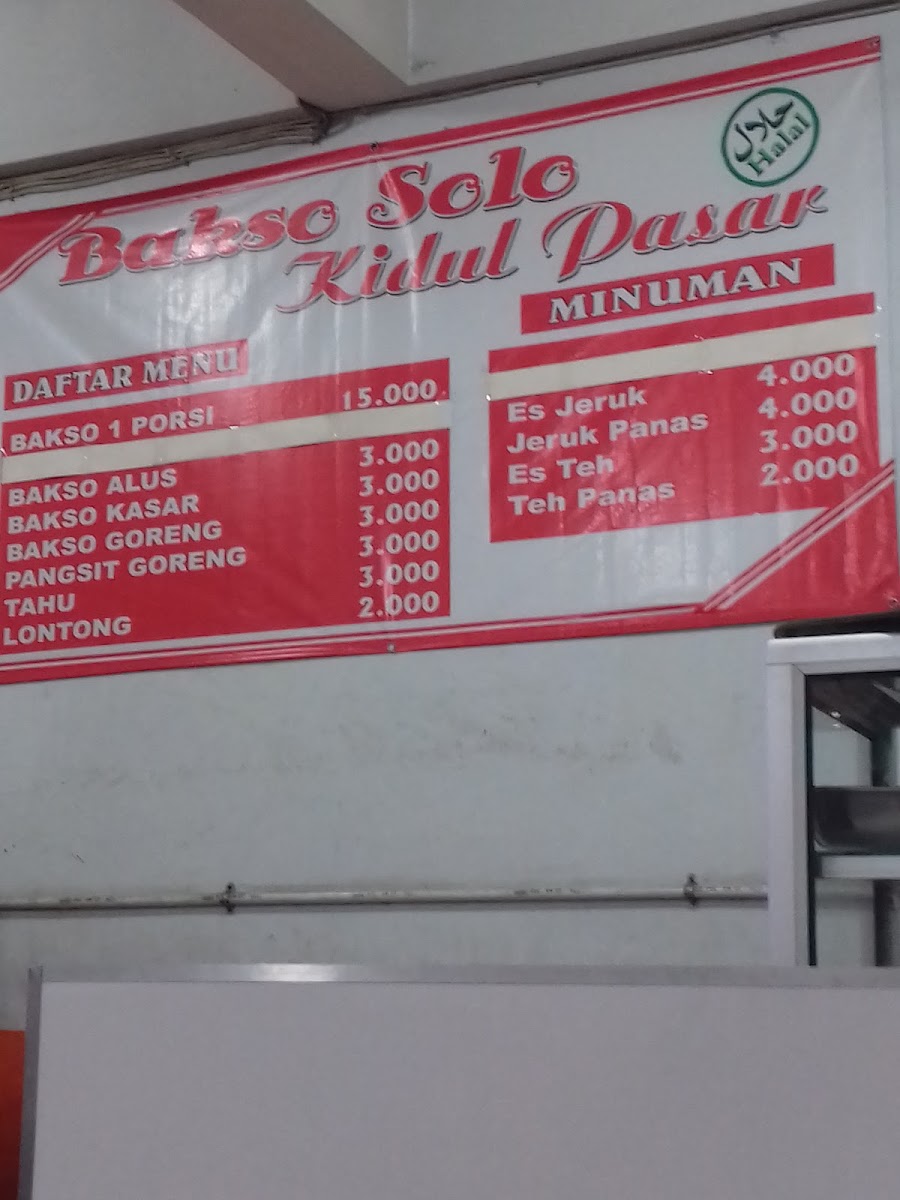 حلال
Halal
Bakso Solo
Kidul Pasar
DAFTAR MENU
BAKSO 1 PORSI 15.000
BAKSO ALUS 3.000
BAKSO KASAR 3.000
BAKSO GORENG 3.000
PANGSIT GORENG 3.000
TAHU 3.000
LONTONG 2.000
MINUMAN
Es Jeruk 4.000
Jeruk Panas 4.000
Es Teh 3.000
Teh Panas 2.000